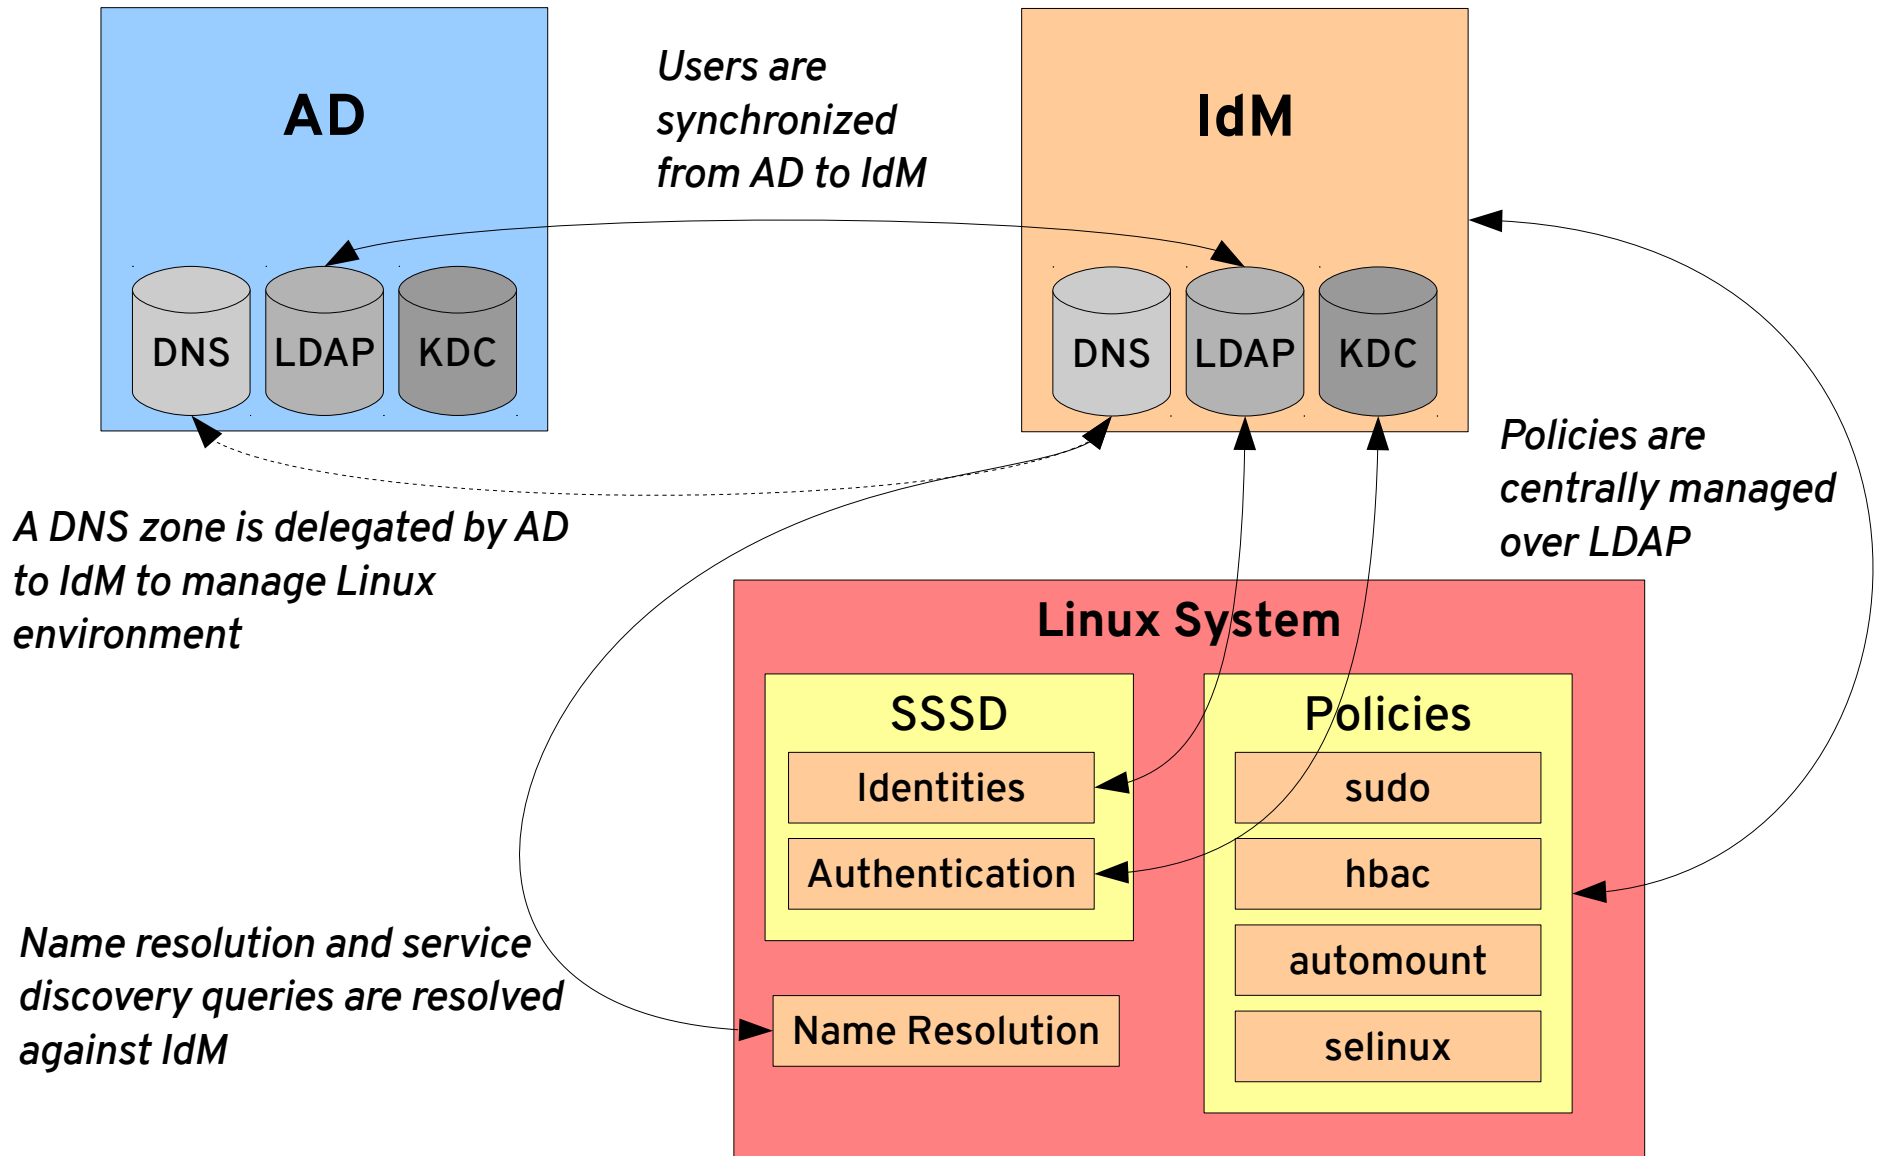 AD
Users are
synchronized
from AD to IdM
IdM
DNS
LDAP
KDC
DNS
LDAP
KDC
Policies are
centrally managed
over LDAP
A DNS zone is delegated by AD
to IdM to manage Linux
environment
Linux System
SSSD
Identities
Authentication
Policies
sudo
hbac
automount
selinux
Name resolution and service
discovery queries are resolved
against IdM
Name Resolution